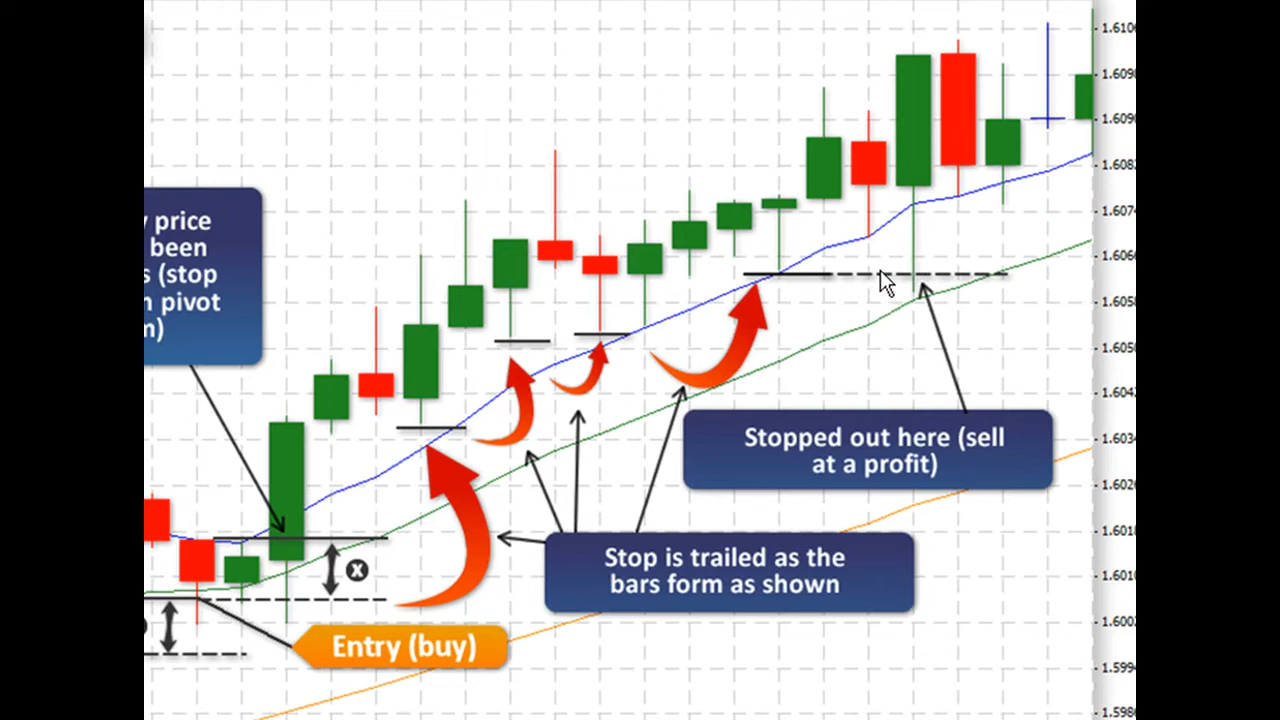 y price
been
s (stop
n pivot
n)
Stopped out here (sell
at a profit)
Stop is trailed as the
bars form as shown
x
Entry (buy)
1.610
1.609
1.609
1.608
1.607
1.606
1.605
1.605
1.604
1.603
1.602
1.601
1.601
1.600
1.599
1.598